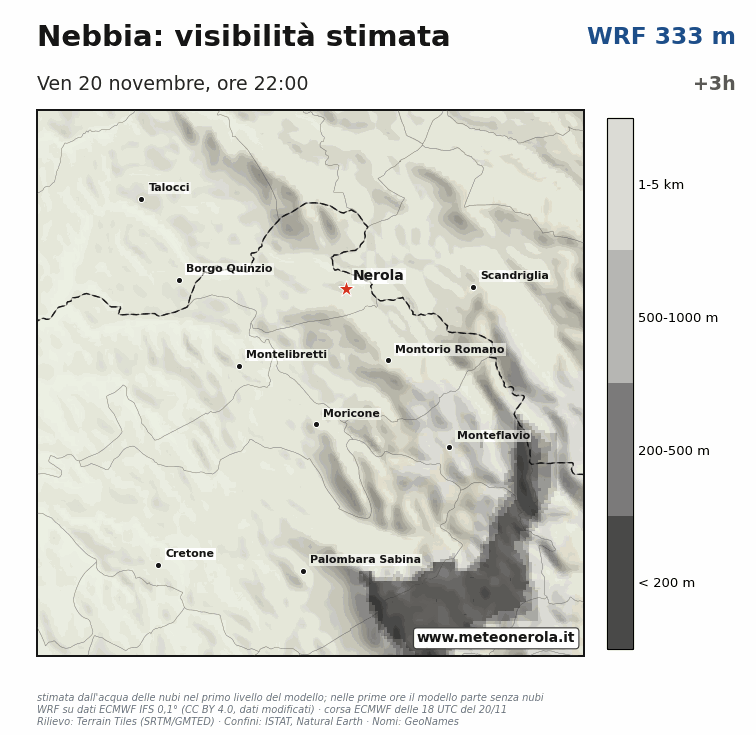 Nebbia: visibilità stimata
WRF 333 m
Ven 20 novembre, ore 22:00
+3h
Talocci
Borgo Quinzio
Nerola
Scandriglia
Montelibretti
Montorio Romano
Moricone
Monteflavio
Cretone
Palombara Sabina
www.meteonerola.it
1-5 km
500-1000 m
200-500 m
< 200 m
stimata dall'acqua delle nubi nel primo livello del modello; nelle prime ore il modello parte senza nubi
WRF su dati ECMWF IFS 0,1° (CC BY 4.0, dati modificati) · corsa ECMWF delle 18 UTC del 20/11
Rilievo: Terrain Tiles (SRTM/GMTED) · Confini: ISTAT, Natural Earth · Nomi: GeoNames